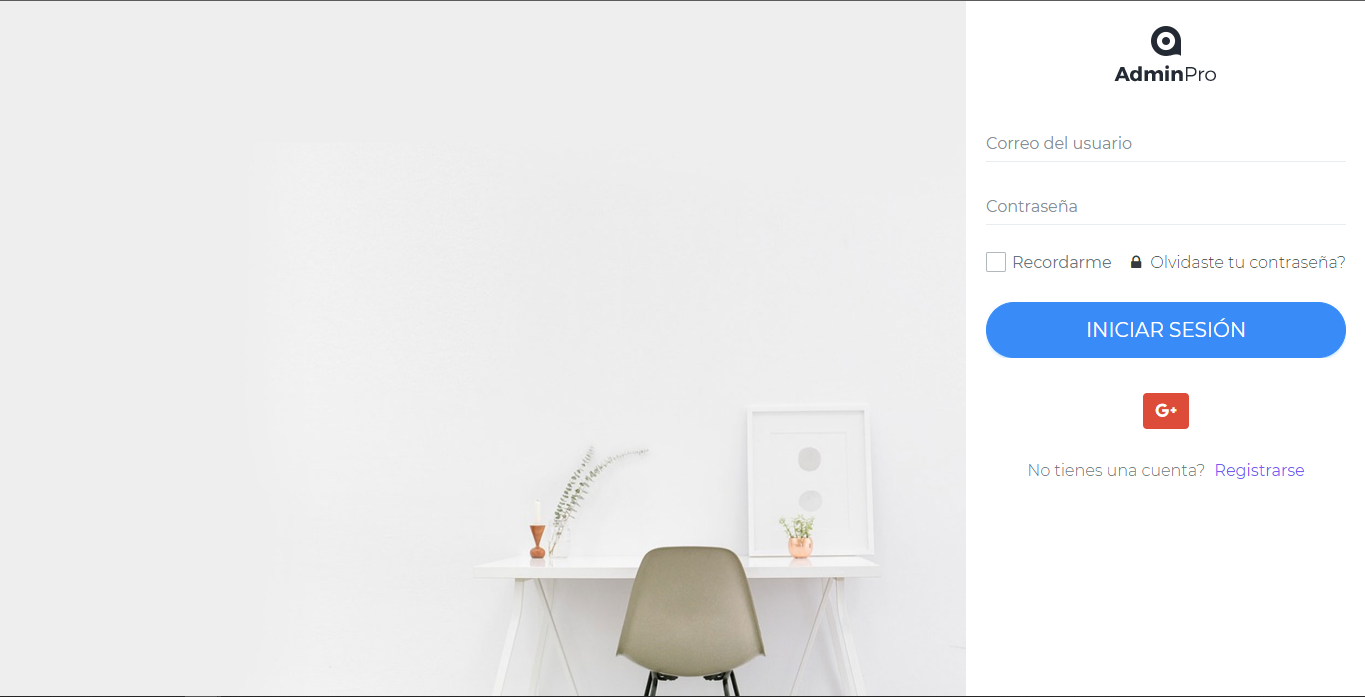 AdminPro
Correo del usuario
Contraseña
Recordarme Olvidaste tu contraseña?
INICIAR SESIÓN
G+
No tienes una cuenta? Registrarse